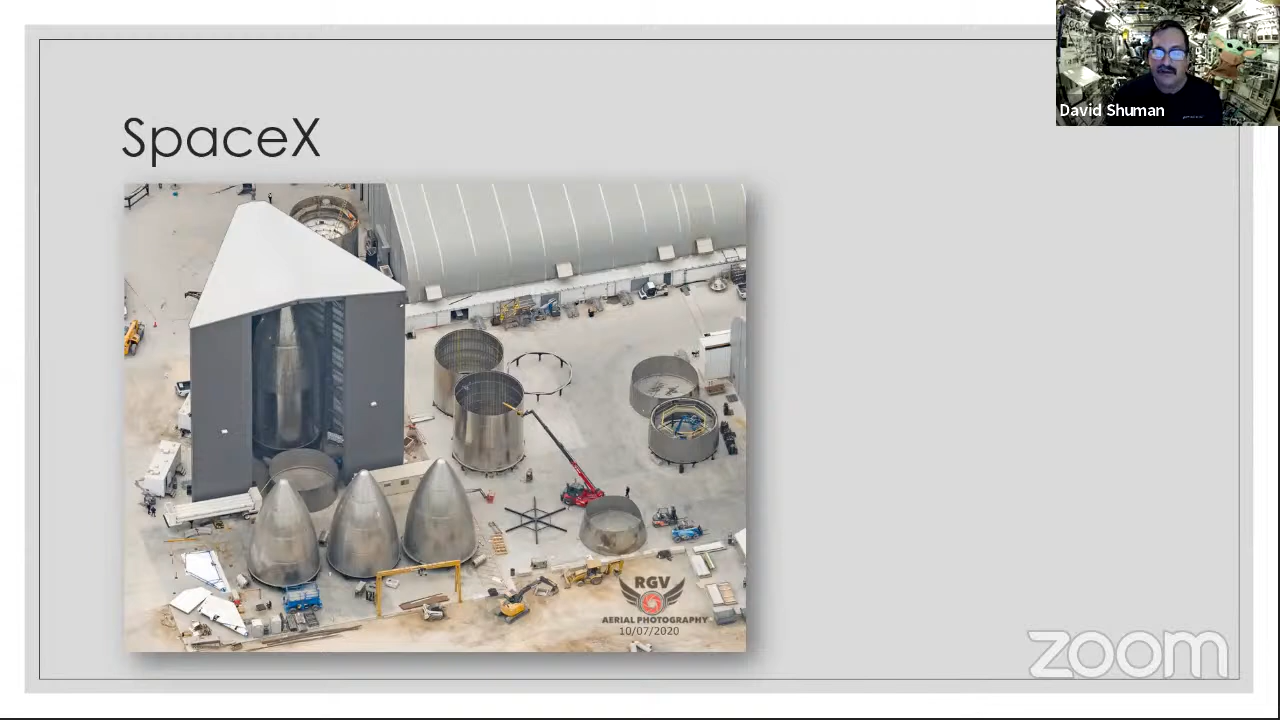 David Shuman
SpaceX
RGV
AERIAL PHOTOGRAPHY
10/07/2020
zoom